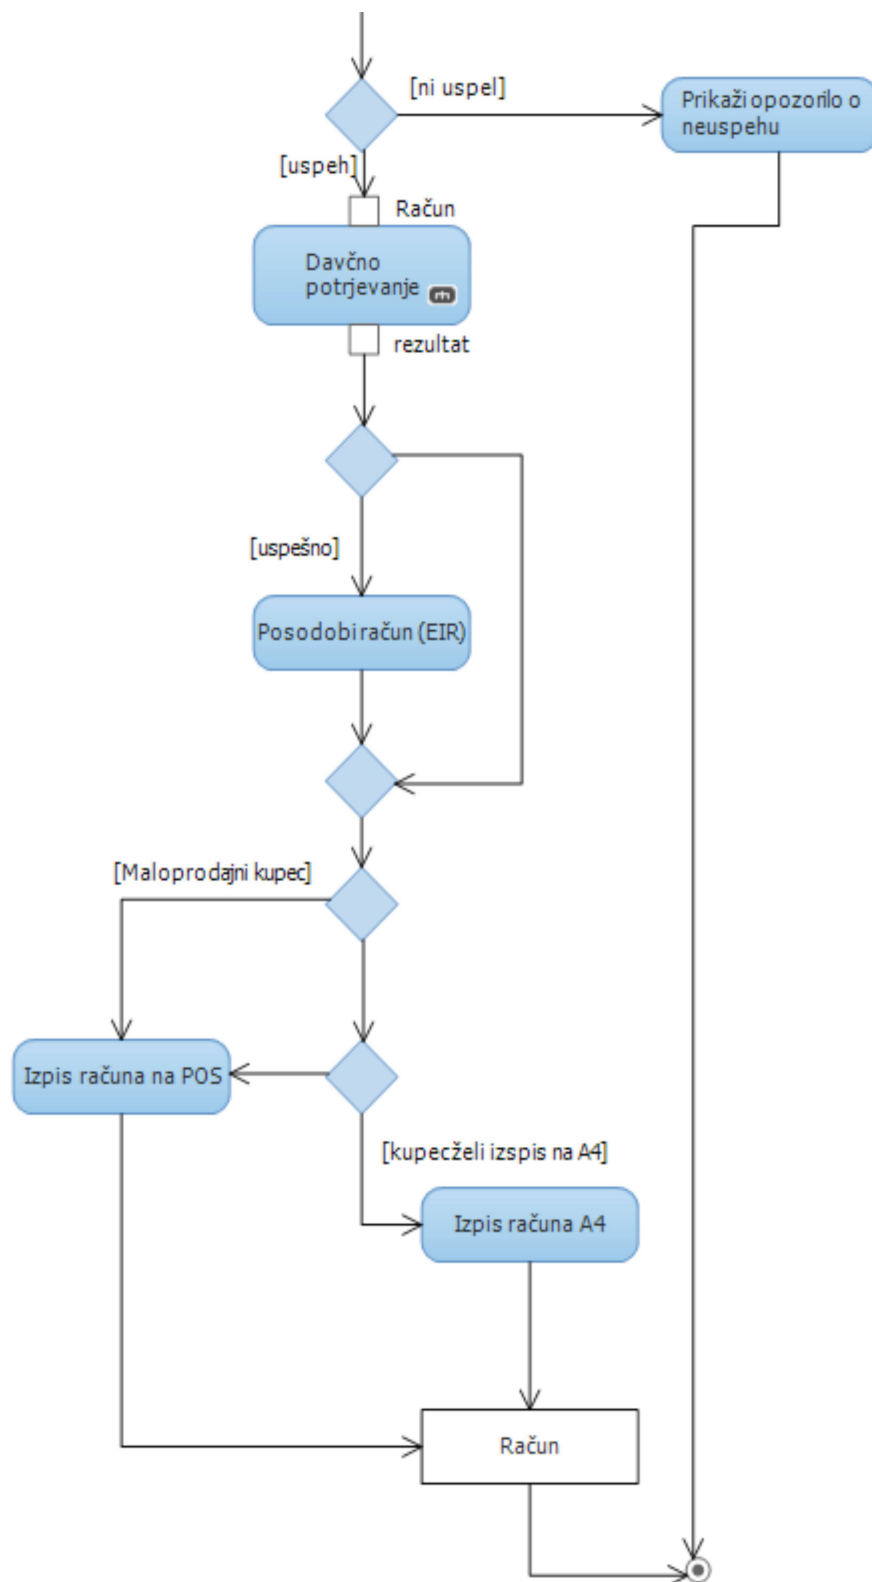 [ni uspel]
Prikaži opozorilo o
neuspehu
[uspeh]
Račun
Davčno
potrjevanje
rezultat
[uspešno]
Posodobi račun (EIR)
[Maloprodajni kupec]
Izpis računa na POS
[kupec želi izspis na A4]
Izpis računa A4
Račun